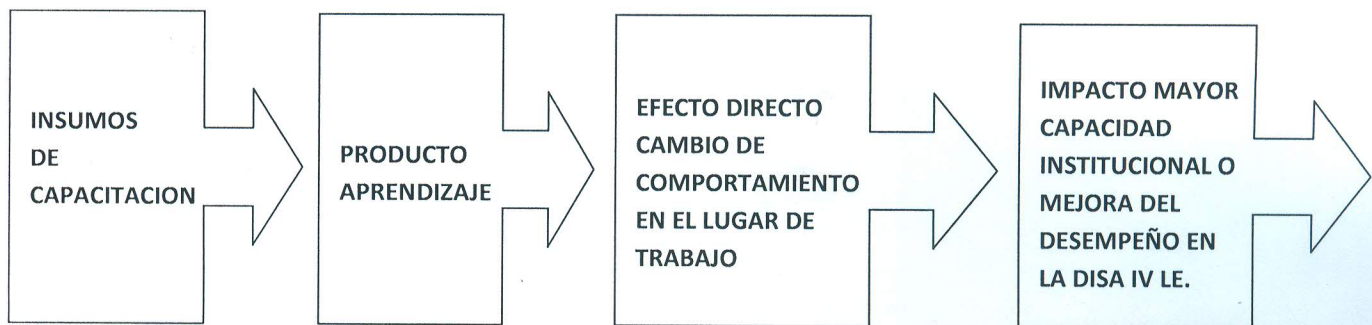 INSUMOS
DE
CAPACITACION
PRODUCTO
APRENDIZAJE
EFECTO DIRECTO
CAMBIO DE
COMPORTAMIENTO
EN EL LUGAR DE
TRABAJO
IMPACTO MAYOR
CAPACIDAD
INSTITUCIONAL O
MEJORA DEL
DESEMPEÑO EN
LA DISA IV LE.